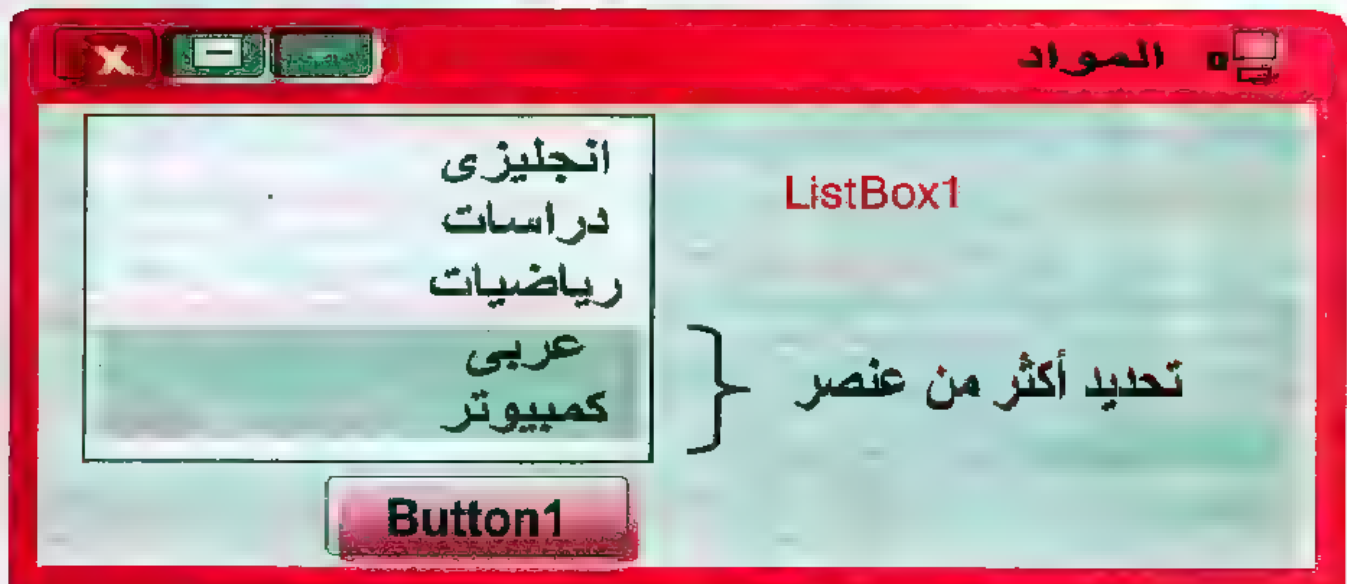 المواد
انجليزى
ListBox1
دراسات
رياضيات
عربى
تحديد أكثر من عنصر
كمبيوتر
Button1